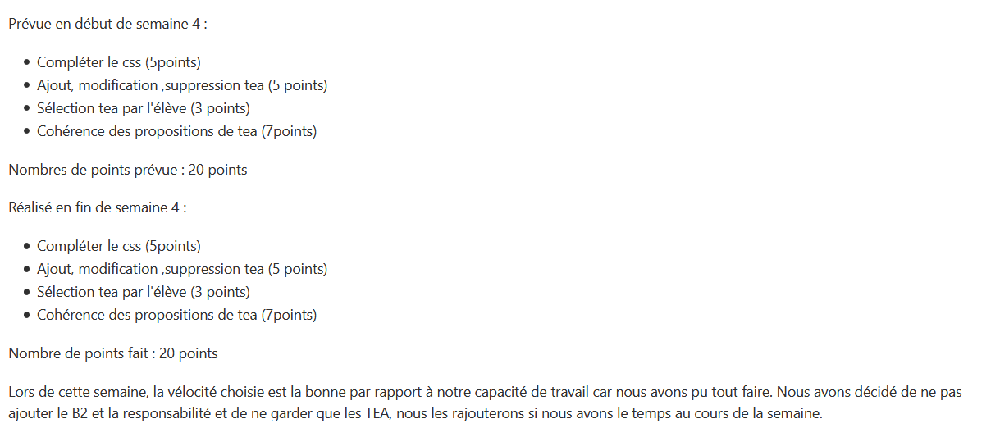 Prévue en début de semaine 4 :
• Compléter le css (5points)
• Ajout, modification ,suppression tea (5 points)
• Sélection tea par l'élève (3 points)
• Cohérence des propositions de tea (7points)
Nombres de points prévue : 20 points
Réalisé en fin de semaine 4 :
• Compléter le css (5points)
• Ajout, modification ,suppression tea (5 points)
• Sélection tea par l'élève (3 points)
• Cohérence des propositions de tea (7points)
Nombre de points fait : 20 points
Lors de cette semaine, la vélocité choisie est la bonne par rapport à notre capacité de travail car nous avons pu tout faire. Nous avons décidé de ne pas
ajouter le B2 et la responsabilité et de ne garder que les TEA, nous les rajouterons si nous avons le temps au cours de la semaine.